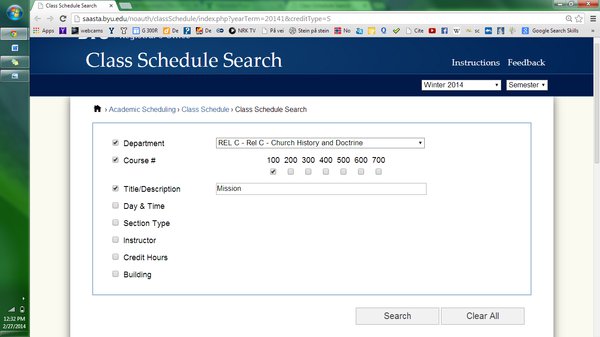 Class Schedule Search
saasta.byu.edu/noauth/classSchedule/index.php?yearTerm=20141&creditType=S
Apps
webcams
G.300R
De
På vei
NRK TV
På stein
Stein
Cite
sc
en
be
Google Search Skills
Class Schedule Search
Instructions Feedback
Winter 2014 Semester
› Academic Scheduling › Class Schedule › Class Schedule Search
Department REL C - Rel C - Church History and Doctrine
Course # 100 200 300 400 500 600 700
Title/Description Mission
Day & Time
Section Type
Instructor
Credit Hours
Building
Search Clear All
12:32 PM
2/27/2014